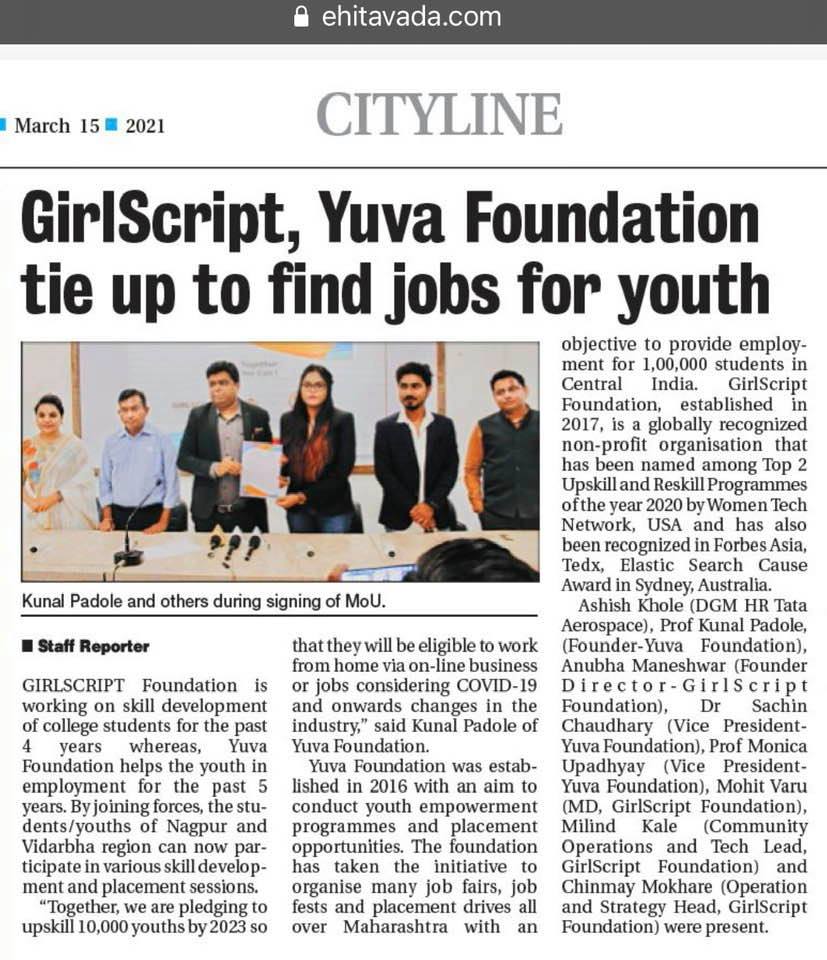 ehitavada.com
March 15 2021
CITYLINE
GirlScript, Yuva Foundation
tie up to find jobs for youth
Together
Kunal Padole and others during signing of MoU.
■ Staff Reporter
GIRLSCRIPT Foundation is
working on skill development
of college students for the past
4 years whereas, Yuva
Foundation helps the youth in
employment for the past 5
years. By joining forces, the stu-
dents/youths of Nagpur and
Vidarbha region can now par-
ticipate in various skill develop-
ment and placement sessions.
“Together, we are pledging to
upskill 10,000 youths by 2023 so
that they will be eligible to work
from home via on-line business
or jobs considering COVID-19
and onwards changes in the
industry,” said Kunal Padole of
Yuva Foundation.
Yuva Foundation was estab-
lished in 2016 with an aim to
conduct youth empowerment
programmes and placement
opportunities. The foundation
has taken the initiative to
organise many job fairs, job
fests and placement drives all
over Maharashtra with an
objective to provide employ-
ment for 1,00,000 students in
Central India. GirlScript
Foundation, established in
2017, is a globally recognized
non-profit organisation that
has been named among Top 2
Upskill and Reskill Programmes
of the year 2020 by Women Tech
Network, USA and has also
been recognized in Forbes Asia,
Tedx, Elastic Search Cause
Award in Sydney, Australia.
Ashish Khole (DGM HR Tata
Aerospace), Prof Kunal Padole,
(Founder-Yuva Foundation),
Anubha Maneshwar (Founder
Director-GirlScript
Foundation), Dr Sachin
Chaudhary (Vice President-
Yuva Foundation), Prof Monica
Upadhyay (Vice President-
Yuva Foundation), Mohit Varu
(MD, GirlScript Foundation),
Milind Kale (Community
Operations and Tech Lead,
GirlScript Foundation) and
Chinmay Mokhare (Operation
and Strategy Head, GirlScript
Foundation) were present.